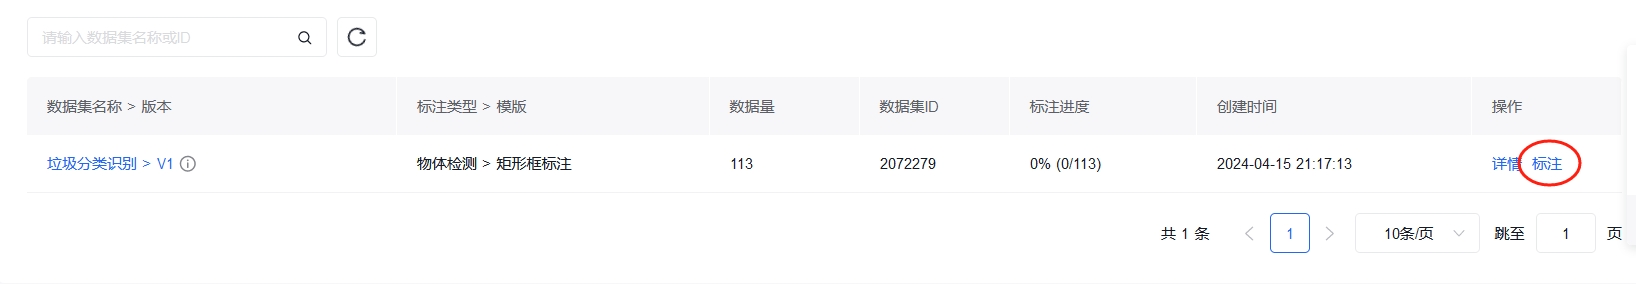 请输入数据集名称或ID
数据集名称 > 版本 标注类型 > 模版 数据量 数据集ID 标注进度 创建时间 操作
垃圾分类识别 > V1 物体检测 > 矩形框标注 113 2072279 0% (0/113) 2024-04-15 21:17:13 详情 标注
共 1 条 1 10条/页 跳至 1 页